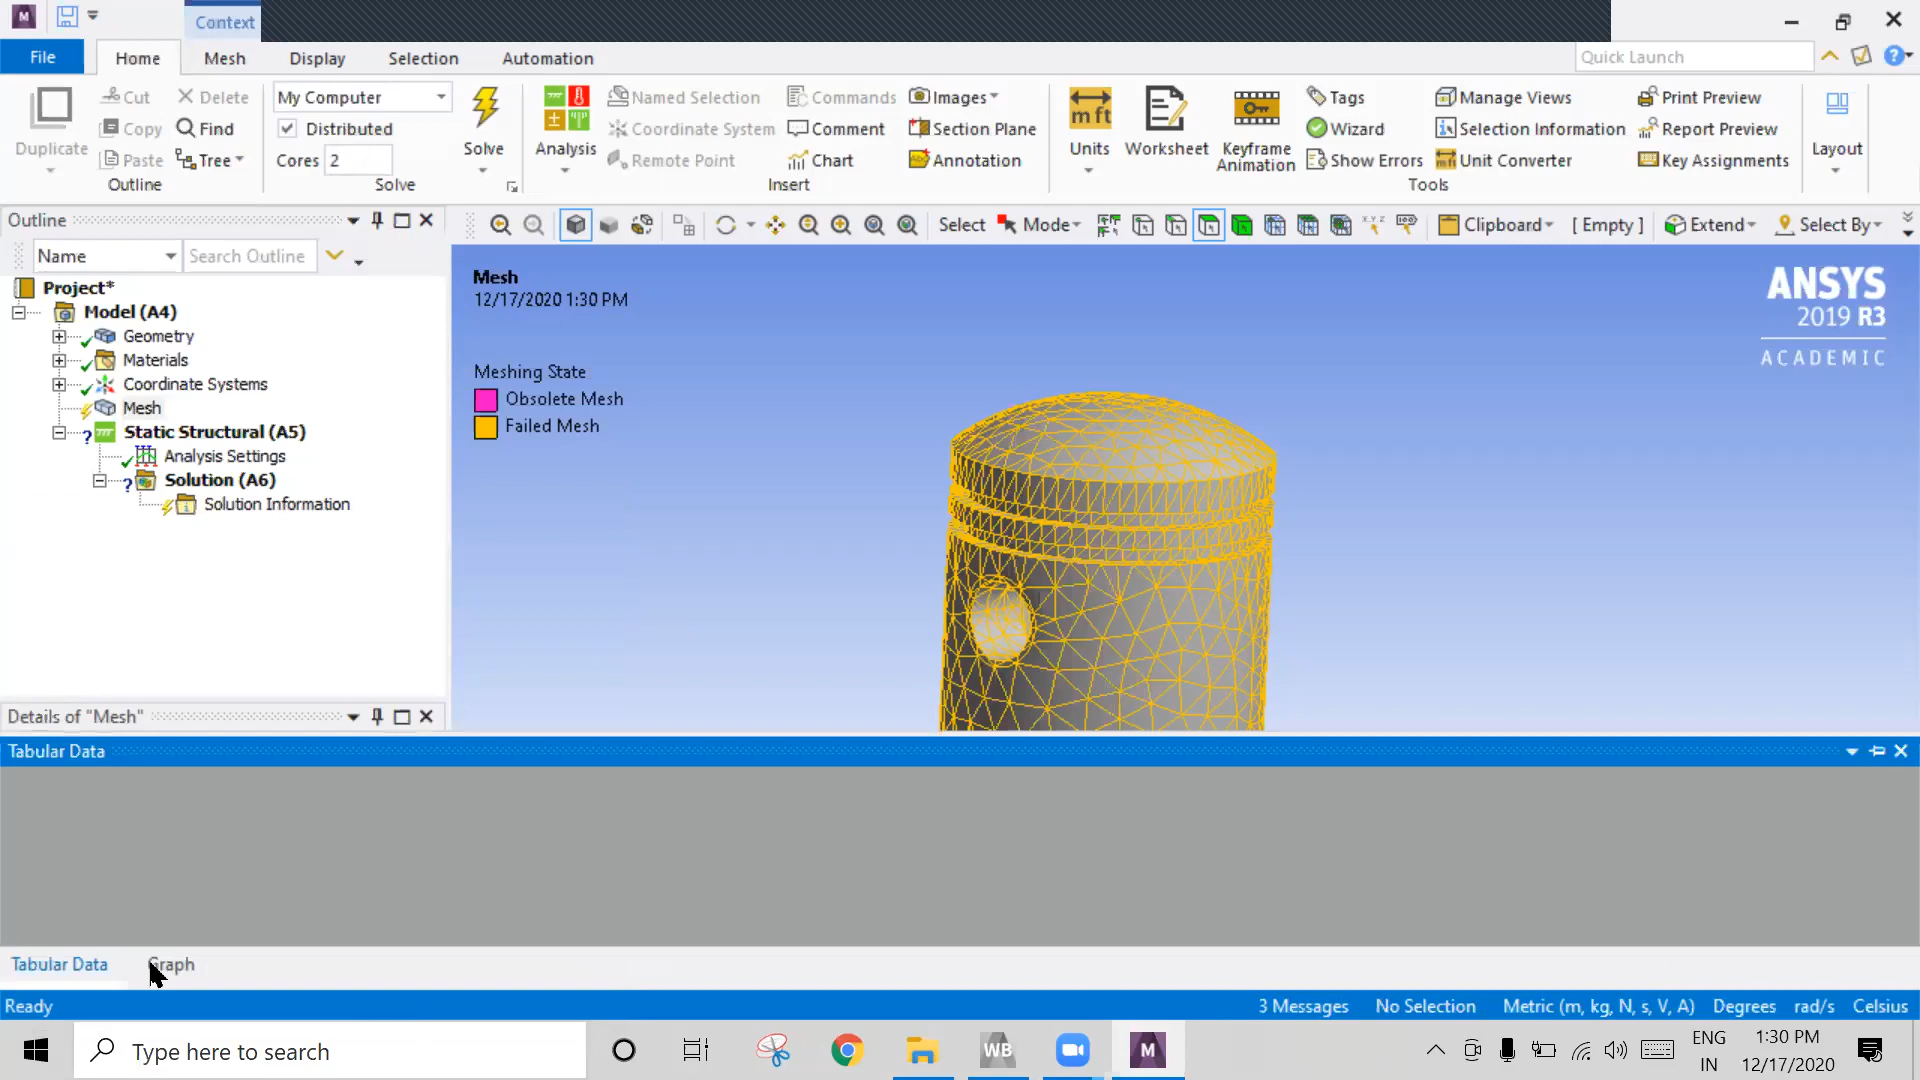 M
Context
File
Home
Mesh
Display
Selection
Automation
Quick Launch
Duplicate
Cut
Copy
Paste
Delete
Find
Tree
Outline
My Computer
Distributed
Cores 2
Solve
Solve
Analysis
Named Selection
Coordinate System
Remote Point
Commands
Comment
Chart
Images
Section Plane
Annotation
Insert
Units
Worksheet
Keyframe
Animation
Tags
Wizard
Show Errors
Manage Views
Selection Information
Unit Converter
Print Preview
Report Preview
Key Assignments
Tools
Layout
Outline
Select Mode Clipboard [ Empty ] Extend Select By
Name
Search Outline
Project*
Model (A4)
Geometry
Materials
Coordinate Systems
Mesh
Static Structural (A5)
Analysis Settings
Solution (A6)
Solution Information
Mesh
12/17/2020 1:30 PM
Meshing State
Obsolete Mesh
Failed Mesh
ANSYS
2019 R3
ACADEMIC
Details of "Mesh"
Tabular Data
Tabular Data
Graph
Ready
3 Messages
No Selection
Metric (m, kg, N, s, V, A)
Degrees
rad/s
Celsius
Type here to search
WB
M
ENG
IN
1:30 PM
12/17/2020